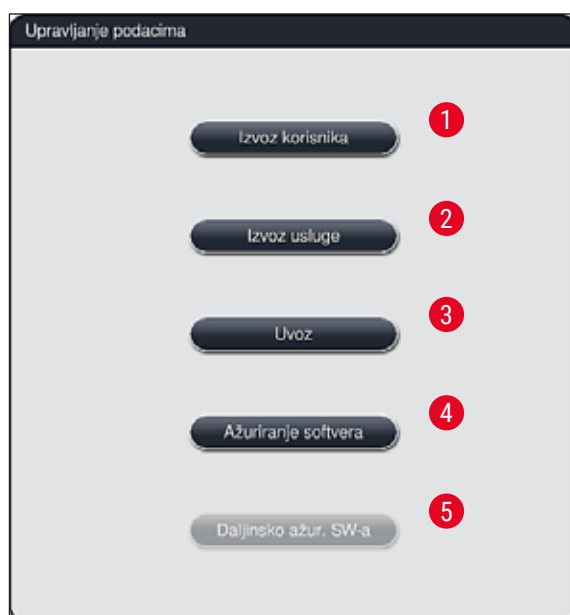 Upravljanje podacima
Izvoz korisnika
1
Izvoz usluge
2
Uvoz
3
Ažuriranje softvera
4
Daljinsko ažur. SW-a
5